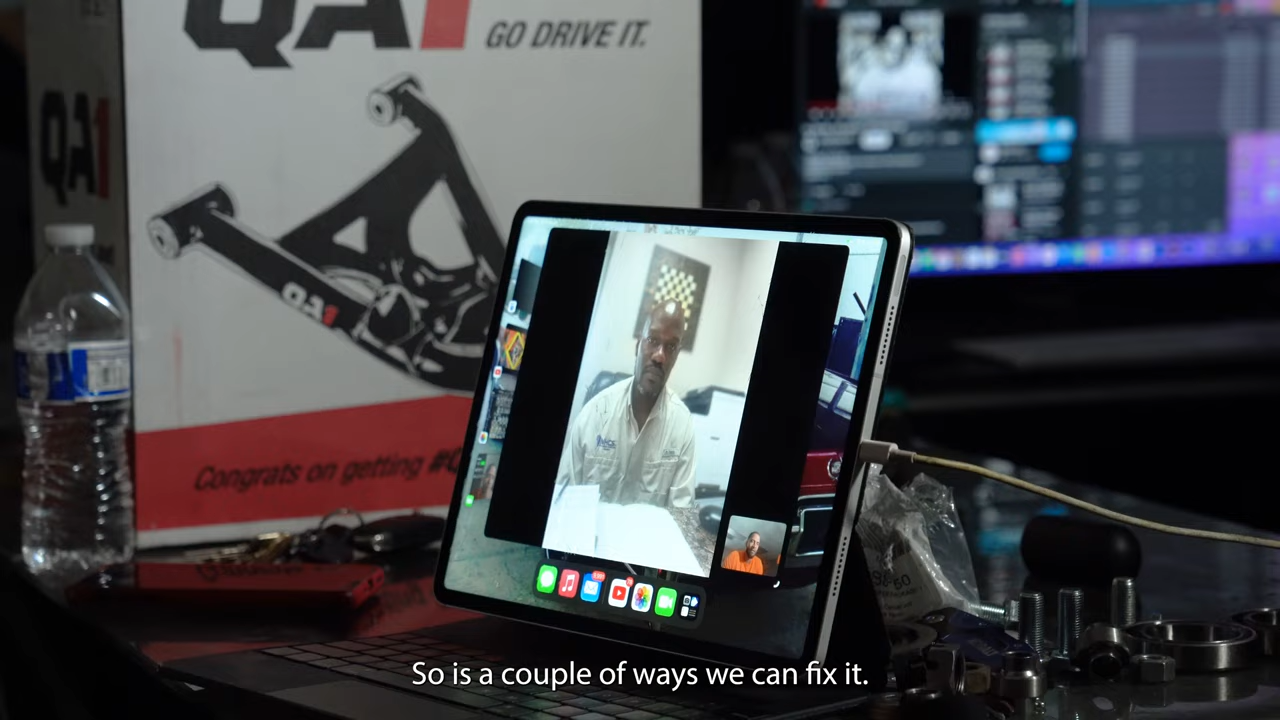 QA1
GO DRIVE IT.
QA1
QA1
Congrats on getting #Q
So is a couple of ways we can fix it.